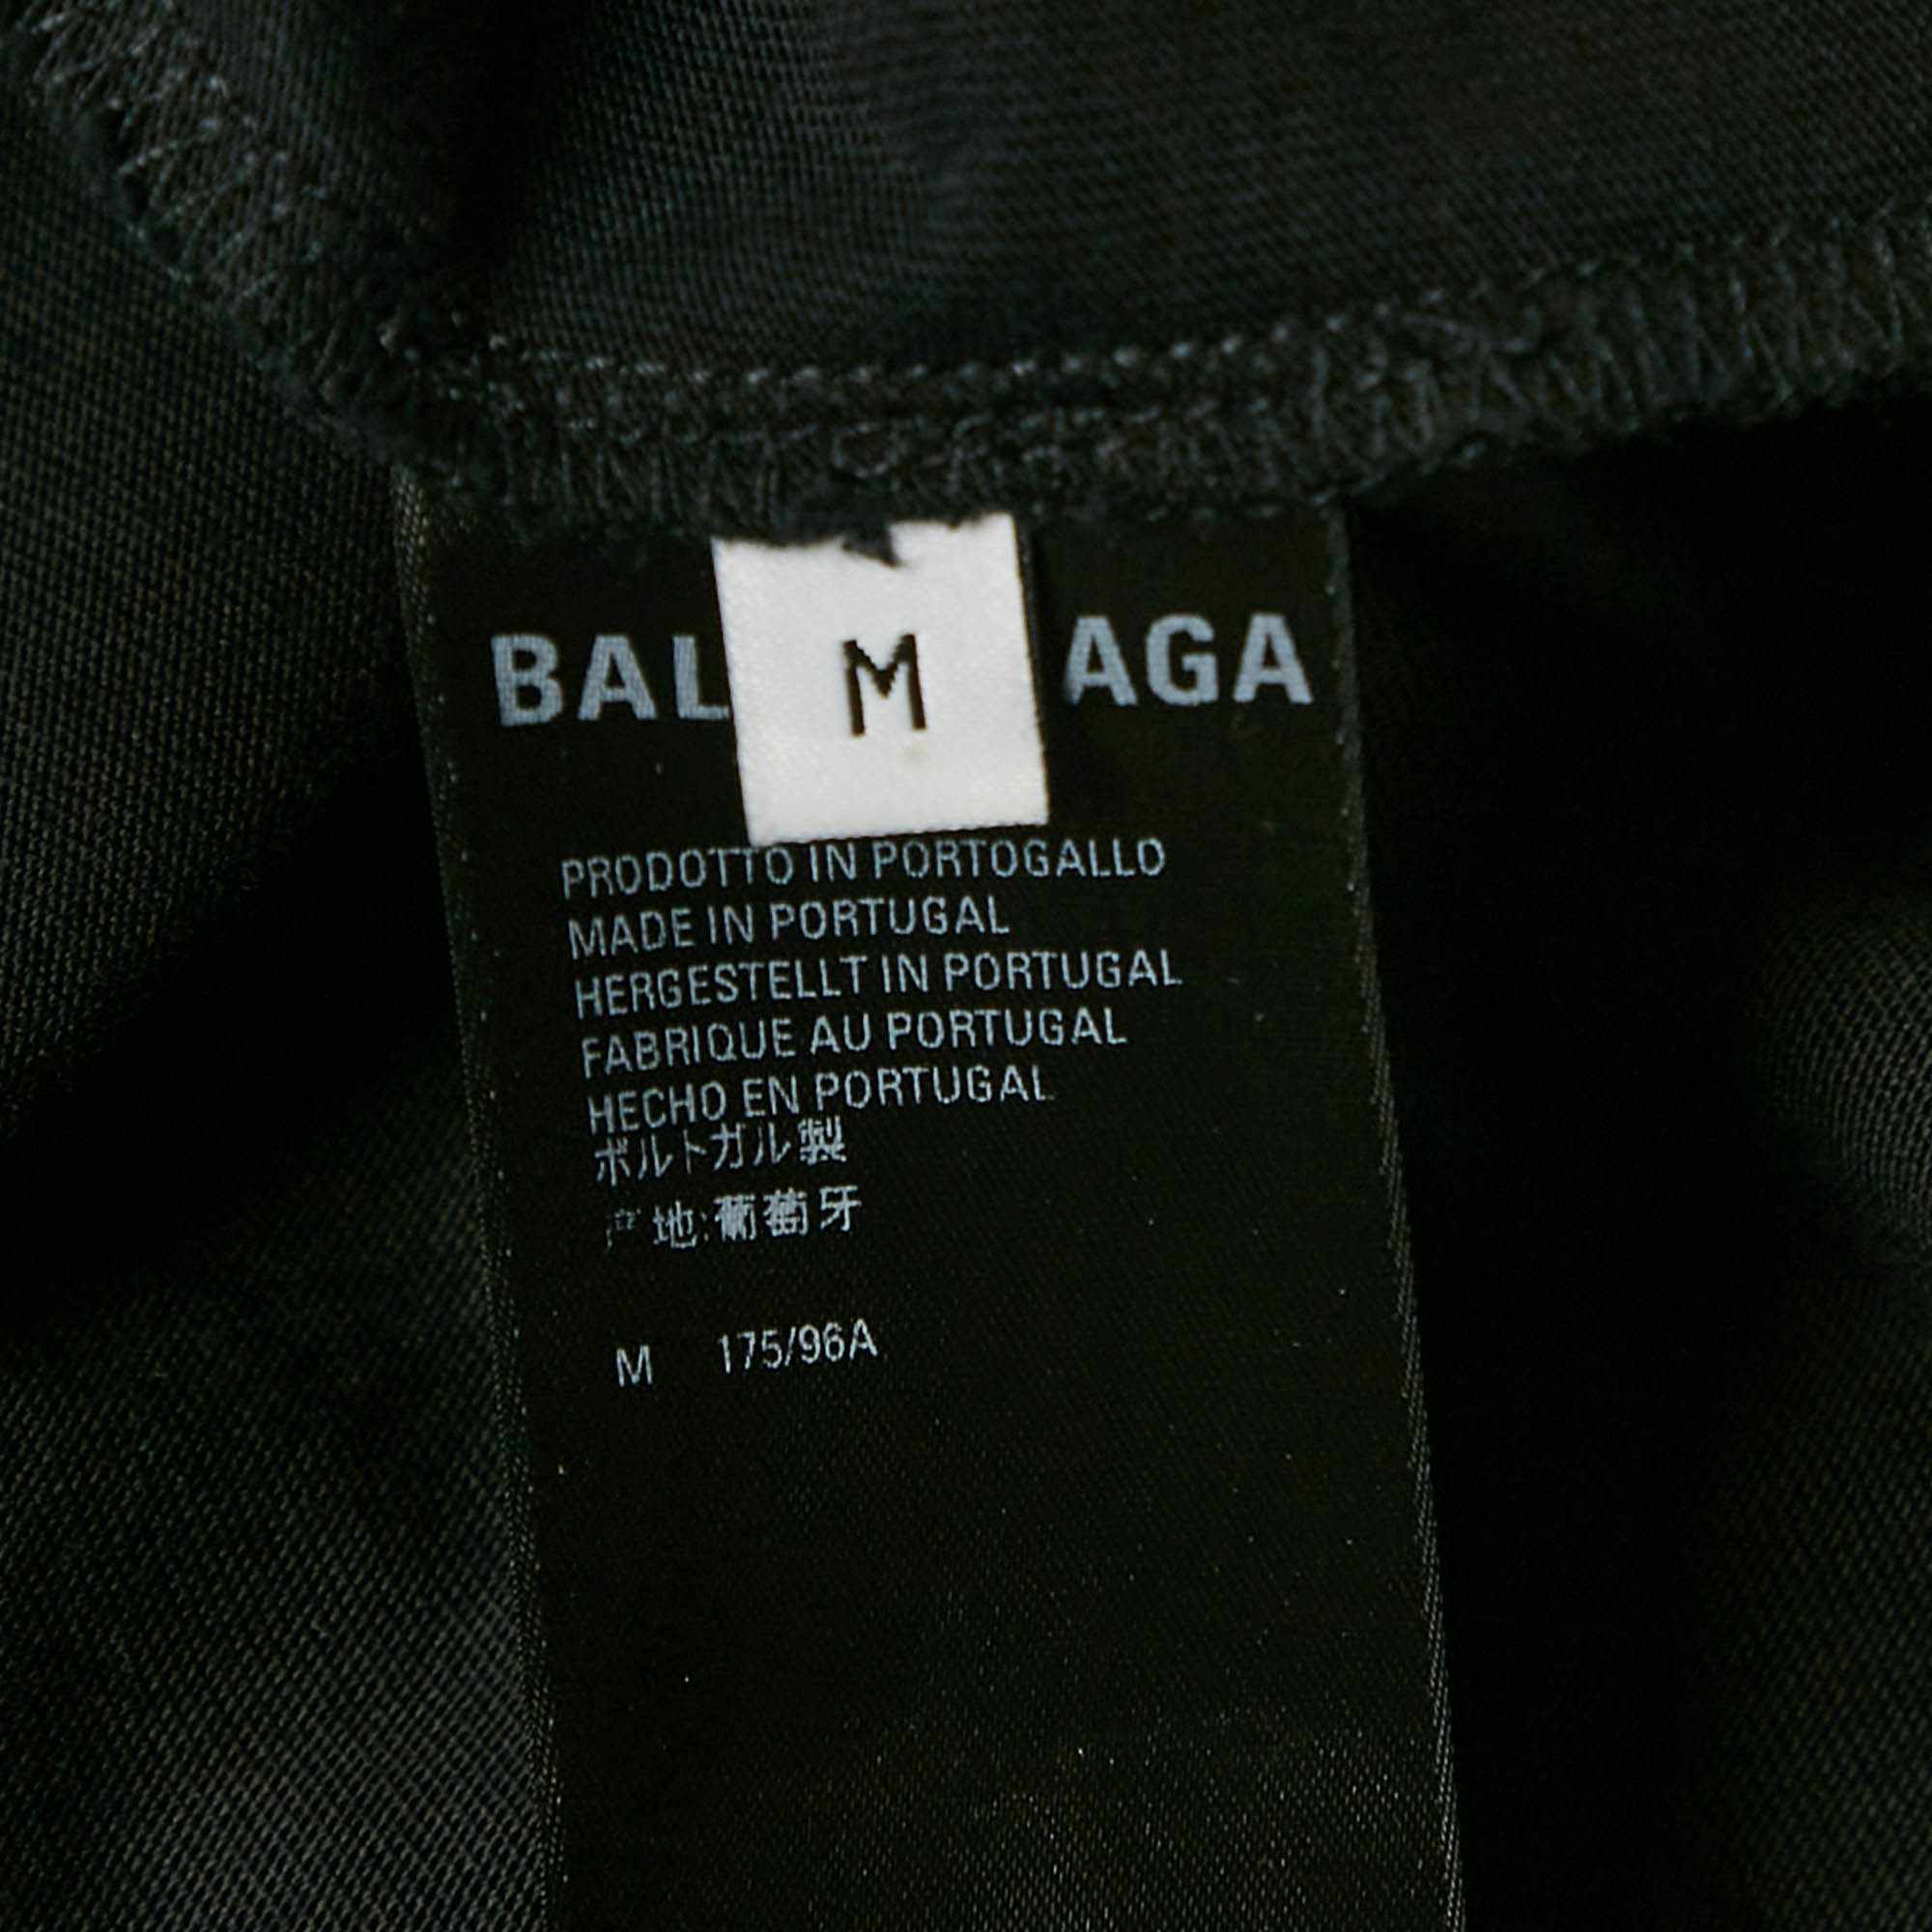 BAL M AGA
PRODOTTO IN PORTOGALLO
MADE IN PORTUGAL
HERGESTELLT IN PORTUGAL
FABRIQUE AU PORTUGAL
HECHO EN PORTUGAL
ポルトガル製
产地:葡萄牙
M 175/96A